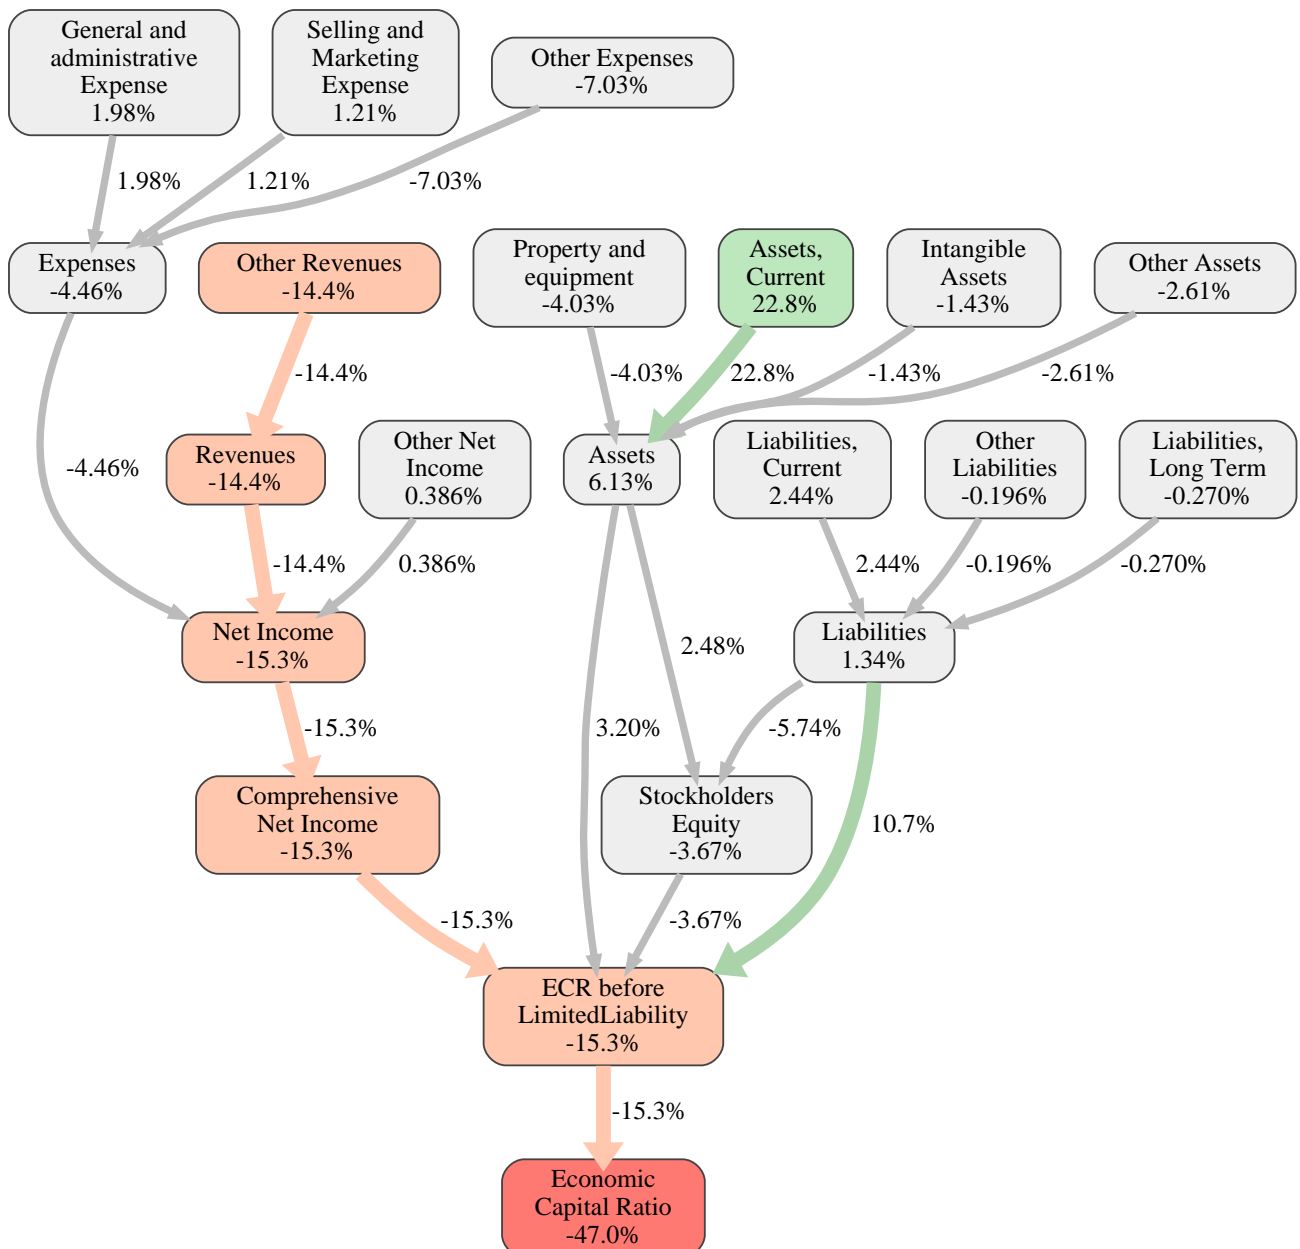 General and
administrative
Expense
1.98%
Selling and
Marketing
Expense
1.21%
Other Expenses
-7.03%
1.98%
1.21%
-7.03%
Expenses
-4.46%
Other Revenues
-14.4%
Property and
equipment
-4.03%
Assets,
Current
22.8%
Intangible
Assets
-1.43%
Other Assets
-2.61%
-14.4%
-4.03%
22.8%
-1.43%
-2.61%
-4.46%
Revenues
-14.4%
Other Net
Income
0.386%
Assets
6.13%
Liabilities,
Current
2.44%
Other
Liabilities
-0.196%
Liabilities,
Long Term
-0.270%
-14.4%
0.386%
2.44%
-0.196%
-0.270%
Net Income
-15.3%
2.48%
Liabilities
1.34%
-15.3%
3.20%
-5.74%
Comprehensive
Net Income
-15.3%
Stockholders
Equity
-3.67%
10.7%
-15.3%
-3.67%
ECR before
LimitedLiability
-15.3%
-15.3%
Economic
Capital Ratio
-47.0%